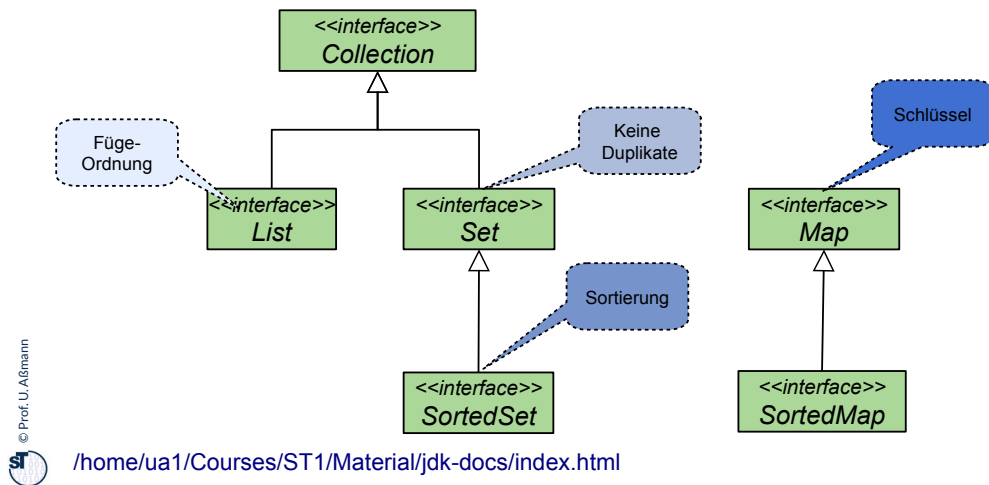 <<interface>>
Collection
Füge-
Ordnung
Keine
Duplikate
Schlüssel
<<interface>>
List
<<interface>>
Set
<<interface>>
Map
Sortierung
<<interface>>
SortedSet
<<interface>>
SortedMap
© Prof. U. Aßmann
ST
/home/ua1/Courses/ST1/Material/jdk-docs/index.html